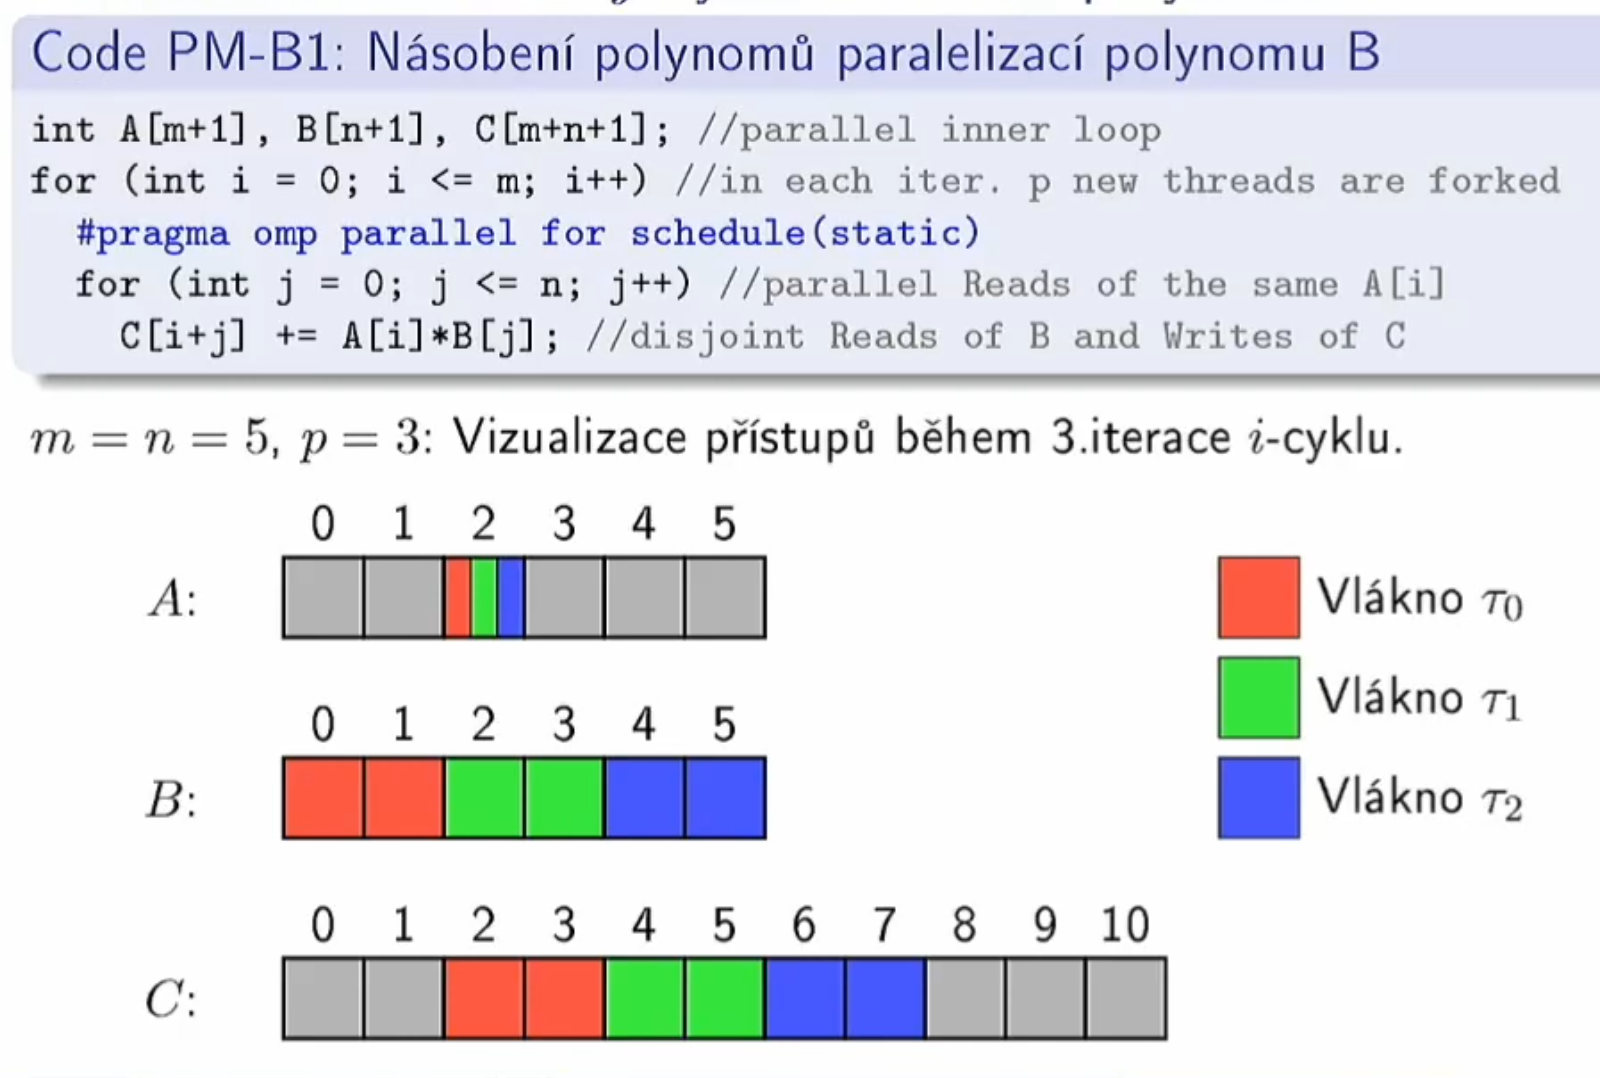 Code PM-B1: Násobení polynomů paralelizací polynomu B
int A[m+1], B[n+1], C[m+n+1]; //parallel inner loop
for (int i = 0; i <= m; i++) //in each iter. p new threads are forked
#pragma omp parallel for schedule(static)
for (int j = 0; j <= n; j++) //parallel Reads of the same A[i]
C[i+j] += A[i]*B[j]; //disjoint Reads of B and Writes of C
m = n = 5, p = 3: Vizualizace přístupů během 3.iterace i-cyklu.
0 1 2 3 4 5
A:
Vlákno τ0
Vlákno τ1
0 1 2 3 4 5
B:
Vlákno τ2
0 1 2 3 4 5 6 7 8 9 10
C: